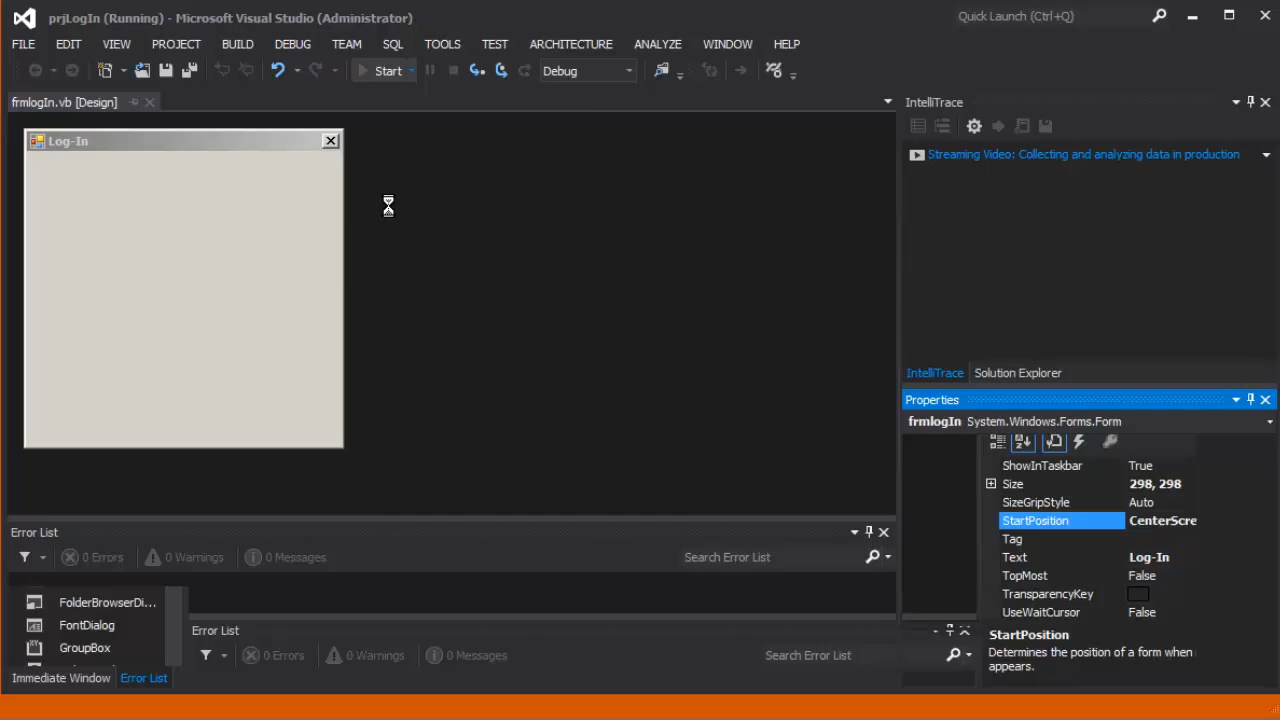 prjLogIn (Running) - Microsoft Visual Studio (Administrator)
Quick Launch (Ctrl+Q)
FILE EDIT VIEW PROJECT BUILD DEBUG TEAM SQL TOOLS TEST ARCHITECTURE ANALYZE WINDOW HELP
Start Debug
frmlogIn.vb [Design]
Log-In
IntelliTrace
Streaming Video: Collecting and analyzing data in production
IntelliTrace Solution Explorer
Properties
frmlogIn System.Windows.Forms.Form
ShowInTaskbar True
Size 298, 298
SizeGripStyle Auto
StartPosition CenterScre
Tag
Text Log-In
TopMost False
TransparencyKey
UseWaitCursor False
StartPosition
Determines the position of a form when
appears.
Error List
0 Errors 0 Warnings 0 Messages Search Error List
FolderBrowserDi...
FontDialog
GroupBox
Error List
0 Errors 0 Warnings 0 Messages Search Error List
Immediate Window Error List